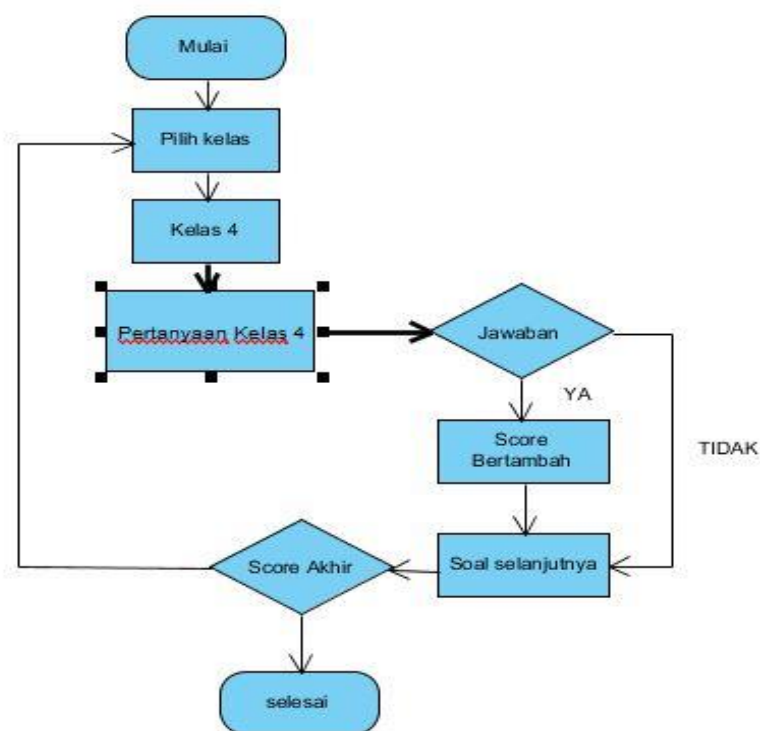 Mulai
Pilih kelas
Kelas 4
Pertanyaan Kelas 4
Jawaban
YA
TIDAK
Score
Bertambah
Soal selanjutnya
Score Akhir
selesai